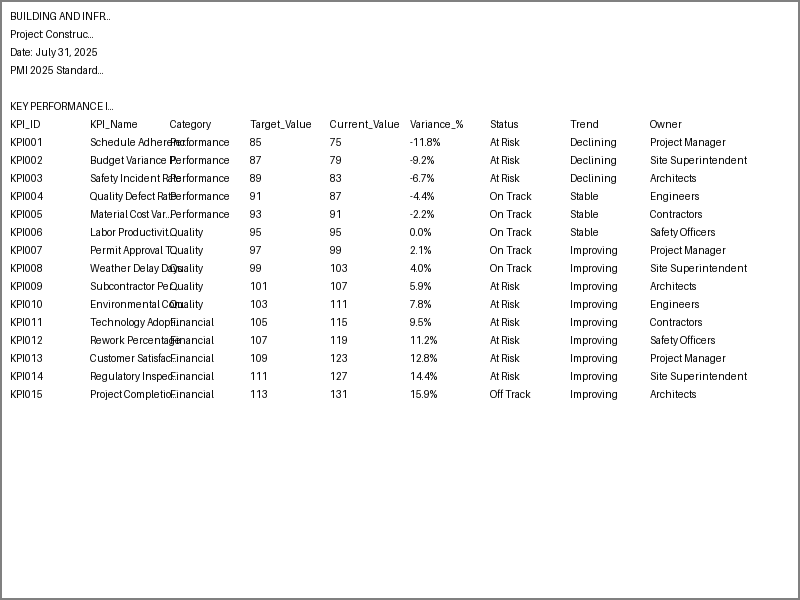 BUILDING AND INFR...
Project: Construc...
Date: July 31, 2025
PMI 2025 Standard...
KEY PERFORMANCE I...
KPI_ID KPI_Name Category Target_Value Current_Value Variance_% Status Trend Owner
KPI001 Schedule Adherenc... Performance 85 75 -11.8% At Risk Declining Project Manager
KPI002 Budget Variance P... Performance 87 79 -9.2% At Risk Declining Site Superintendent
KPI003 Safety Incident Rate Performance 89 83 -6.7% At Risk Declining Architects
KPI004 Quality Defect Rate Performance 91 87 -4.4% On Track Stable Engineers
KPI005 Material Cost Var... Performance 93 91 -2.2% On Track Stable Contractors
KPI006 Labor Productivit... Quality 95 95 0.0% On Track Stable Safety Officers
KPI007 Permit Approval T... Quality 97 99 2.1% On Track Improving Project Manager
KPI008 Weather Delay Days Quality 99 103 4.0% On Track Improving Site Superintendent
KPI009 Subcontractor Per... Quality 101 107 5.9% At Risk Improving Architects
KPI010 Environmental Com... Quality 103 111 7.8% At Risk Improving Engineers
KPI011 Technology Adopti... Financial 105 115 9.5% At Risk Improving Contractors
KPI012 Rework Percentage Financial 107 119 11.2% At Risk Improving Safety Officers
KPI013 Customer Satisfac... Financial 109 123 12.8% At Risk Improving Project Manager
KPI014 Regulatory Inspec... Financial 111 127 14.4% At Risk Improving Site Superintendent
KPI015 Project Completio... Financial 113 131 15.9% Off Track Improving Architects